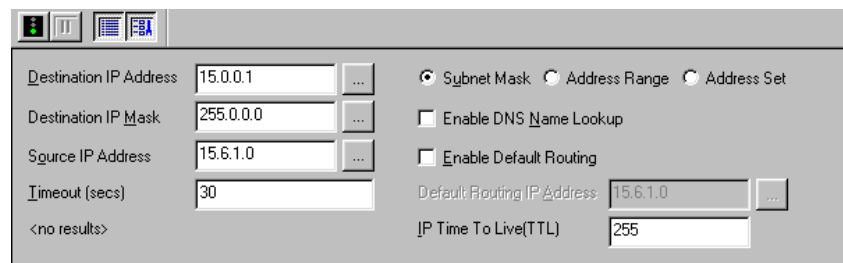 Destination IP Address 15.0.0.1 ... Subnet Mask Address Range Address Set
Destination IP Mask 255.0.0.0 ... Enable DNS Name Lookup
Source IP Address 15.6.1.0 ... Enable Default Routing
Timeout (secs) 30 Default Routing IP Address 15.6.1.0 ...
<no results> IP Time To Live(TTL) 255